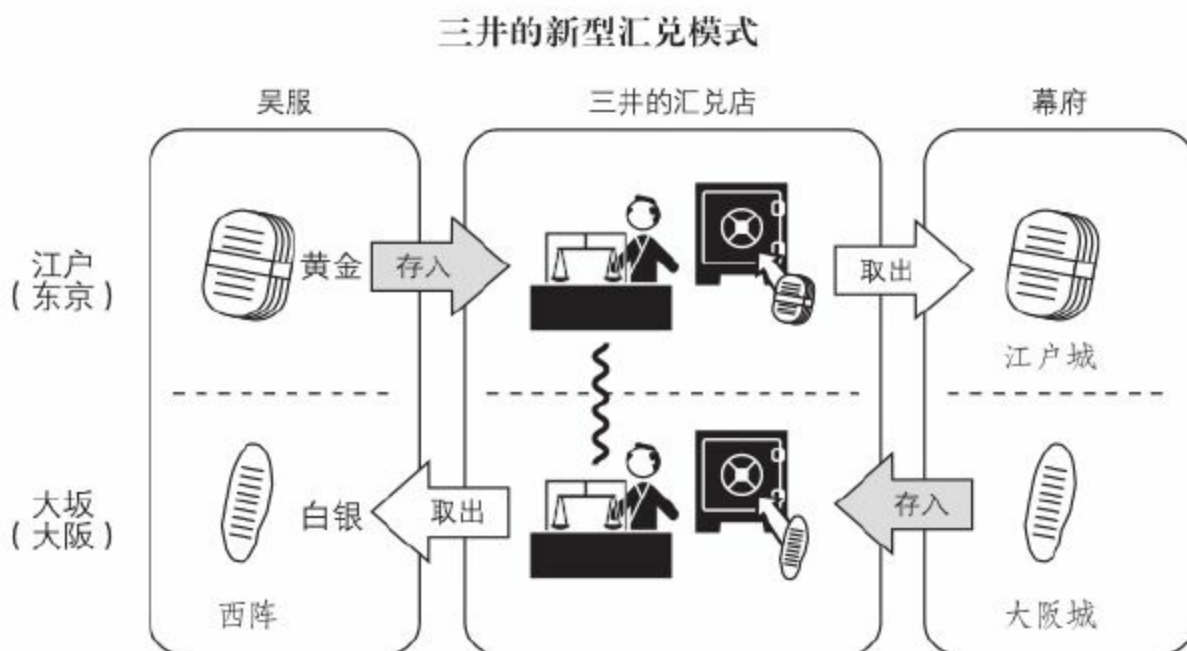 三井的新型汇兑模式
吴服
三井的汇兑店
幕府
江户
(东京)
黄金
存入
取出
江户城
大坂
(大阪)
白银
取出
存入
西阵
大阪城